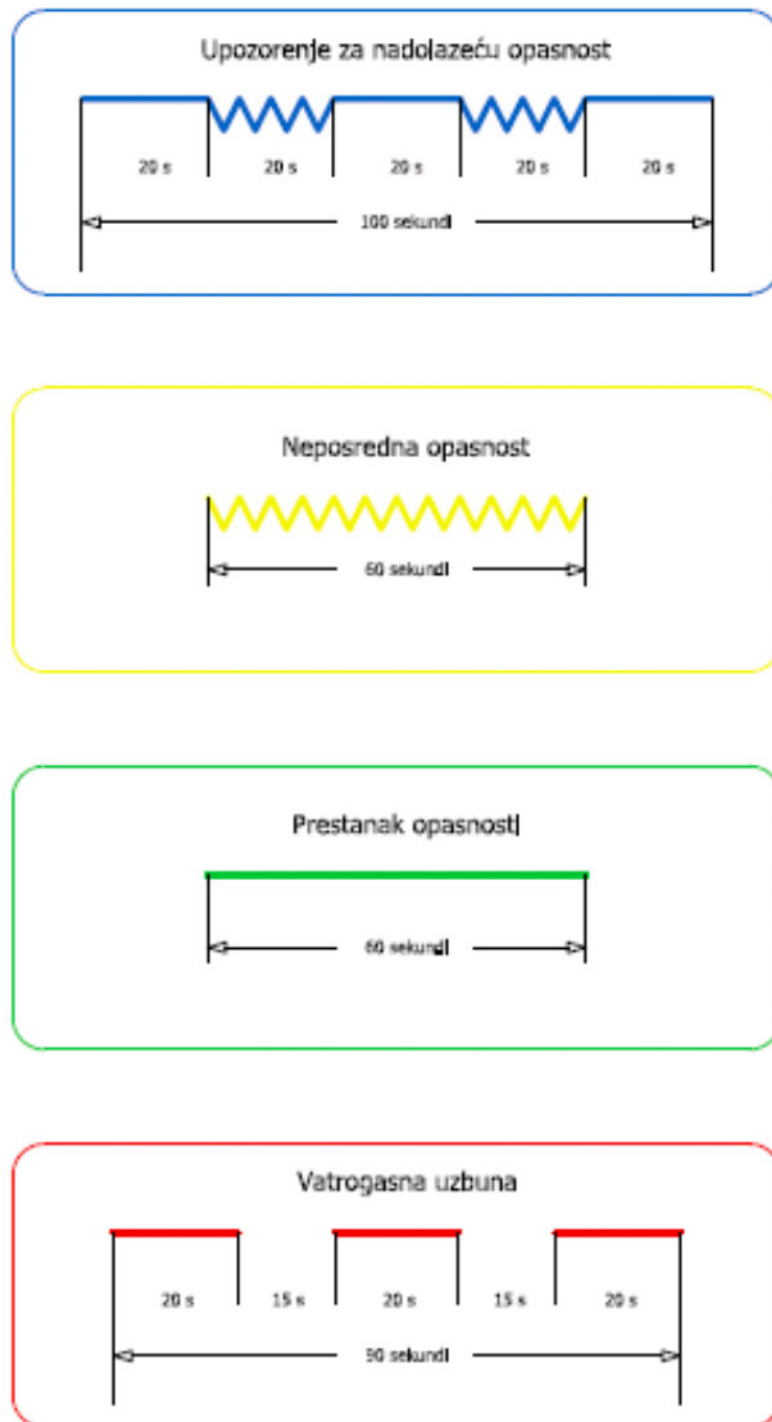 Upozorenje za nadolazeću opasnost
20 s 20 s 20 s 20 s 20 s
100 sekundi
Neposredna opasnost
60 sekundi
Prestanak opasnosti
60 sekundi
Vatrogasna uzbuna
20 s 15 s 20 s 15 s 20 s
90 sekundi